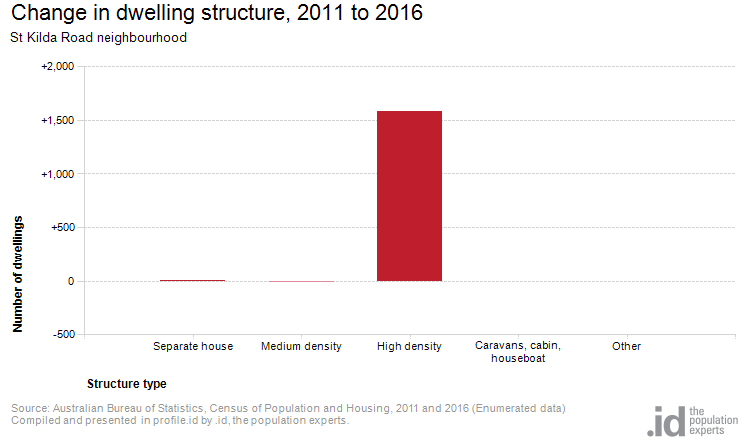 Change in dwelling structure, 2011 to 2016
St Kilda Road neighbourhood
+2,000
+1,500
+1,000
+500
0
-500
Number of dwellings
Separate house
Medium density
High density
Caravans, cabin,
houseboat
Other
Structure type
Source: Australian Bureau of Statistics, Census of Population and Housing, 2011 and 2016 (Enumerated data)
Compiled and presented in profile.id by .id, the population experts.
.id
the
population
experts